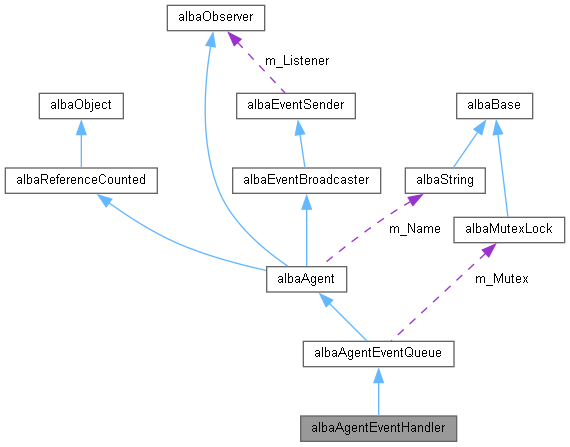 albaObserver
m_Listener
albaObject
albaEventSender
albaBase
albaReferenceCounted
albaEventBroadcaster
albaString
m_Name
albaMutexLock
albaAgent
m_Mutex
albaAgentEventQueue
albaAgentEventHandler